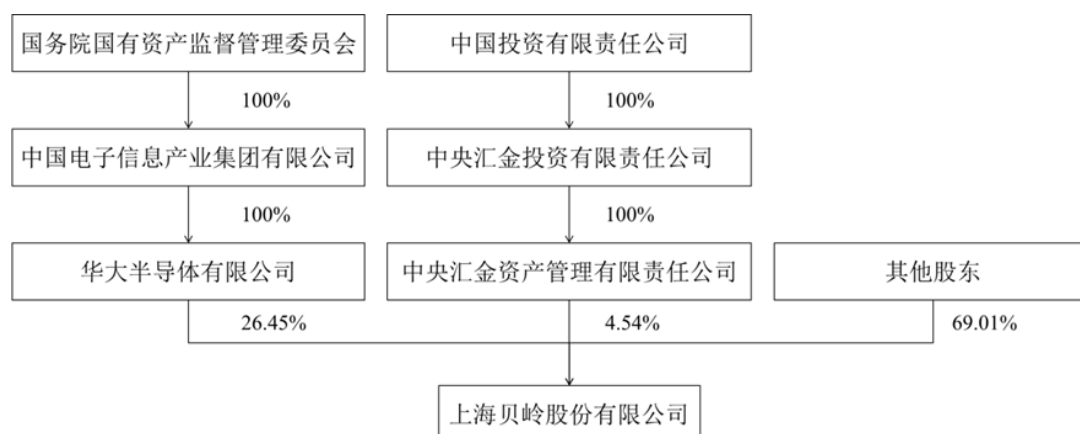 国务院国有资产监督管理委员会
中国投资有限责任公司
100%
100%
中国电子信息产业集团有限公司
中央汇金投资有限责任公司
100%
100%
华大半导体有限公司
中央汇金资产管理有限责任公司
其他股东
26.45%
4.54%
69.01%
上海贝岭股份有限公司